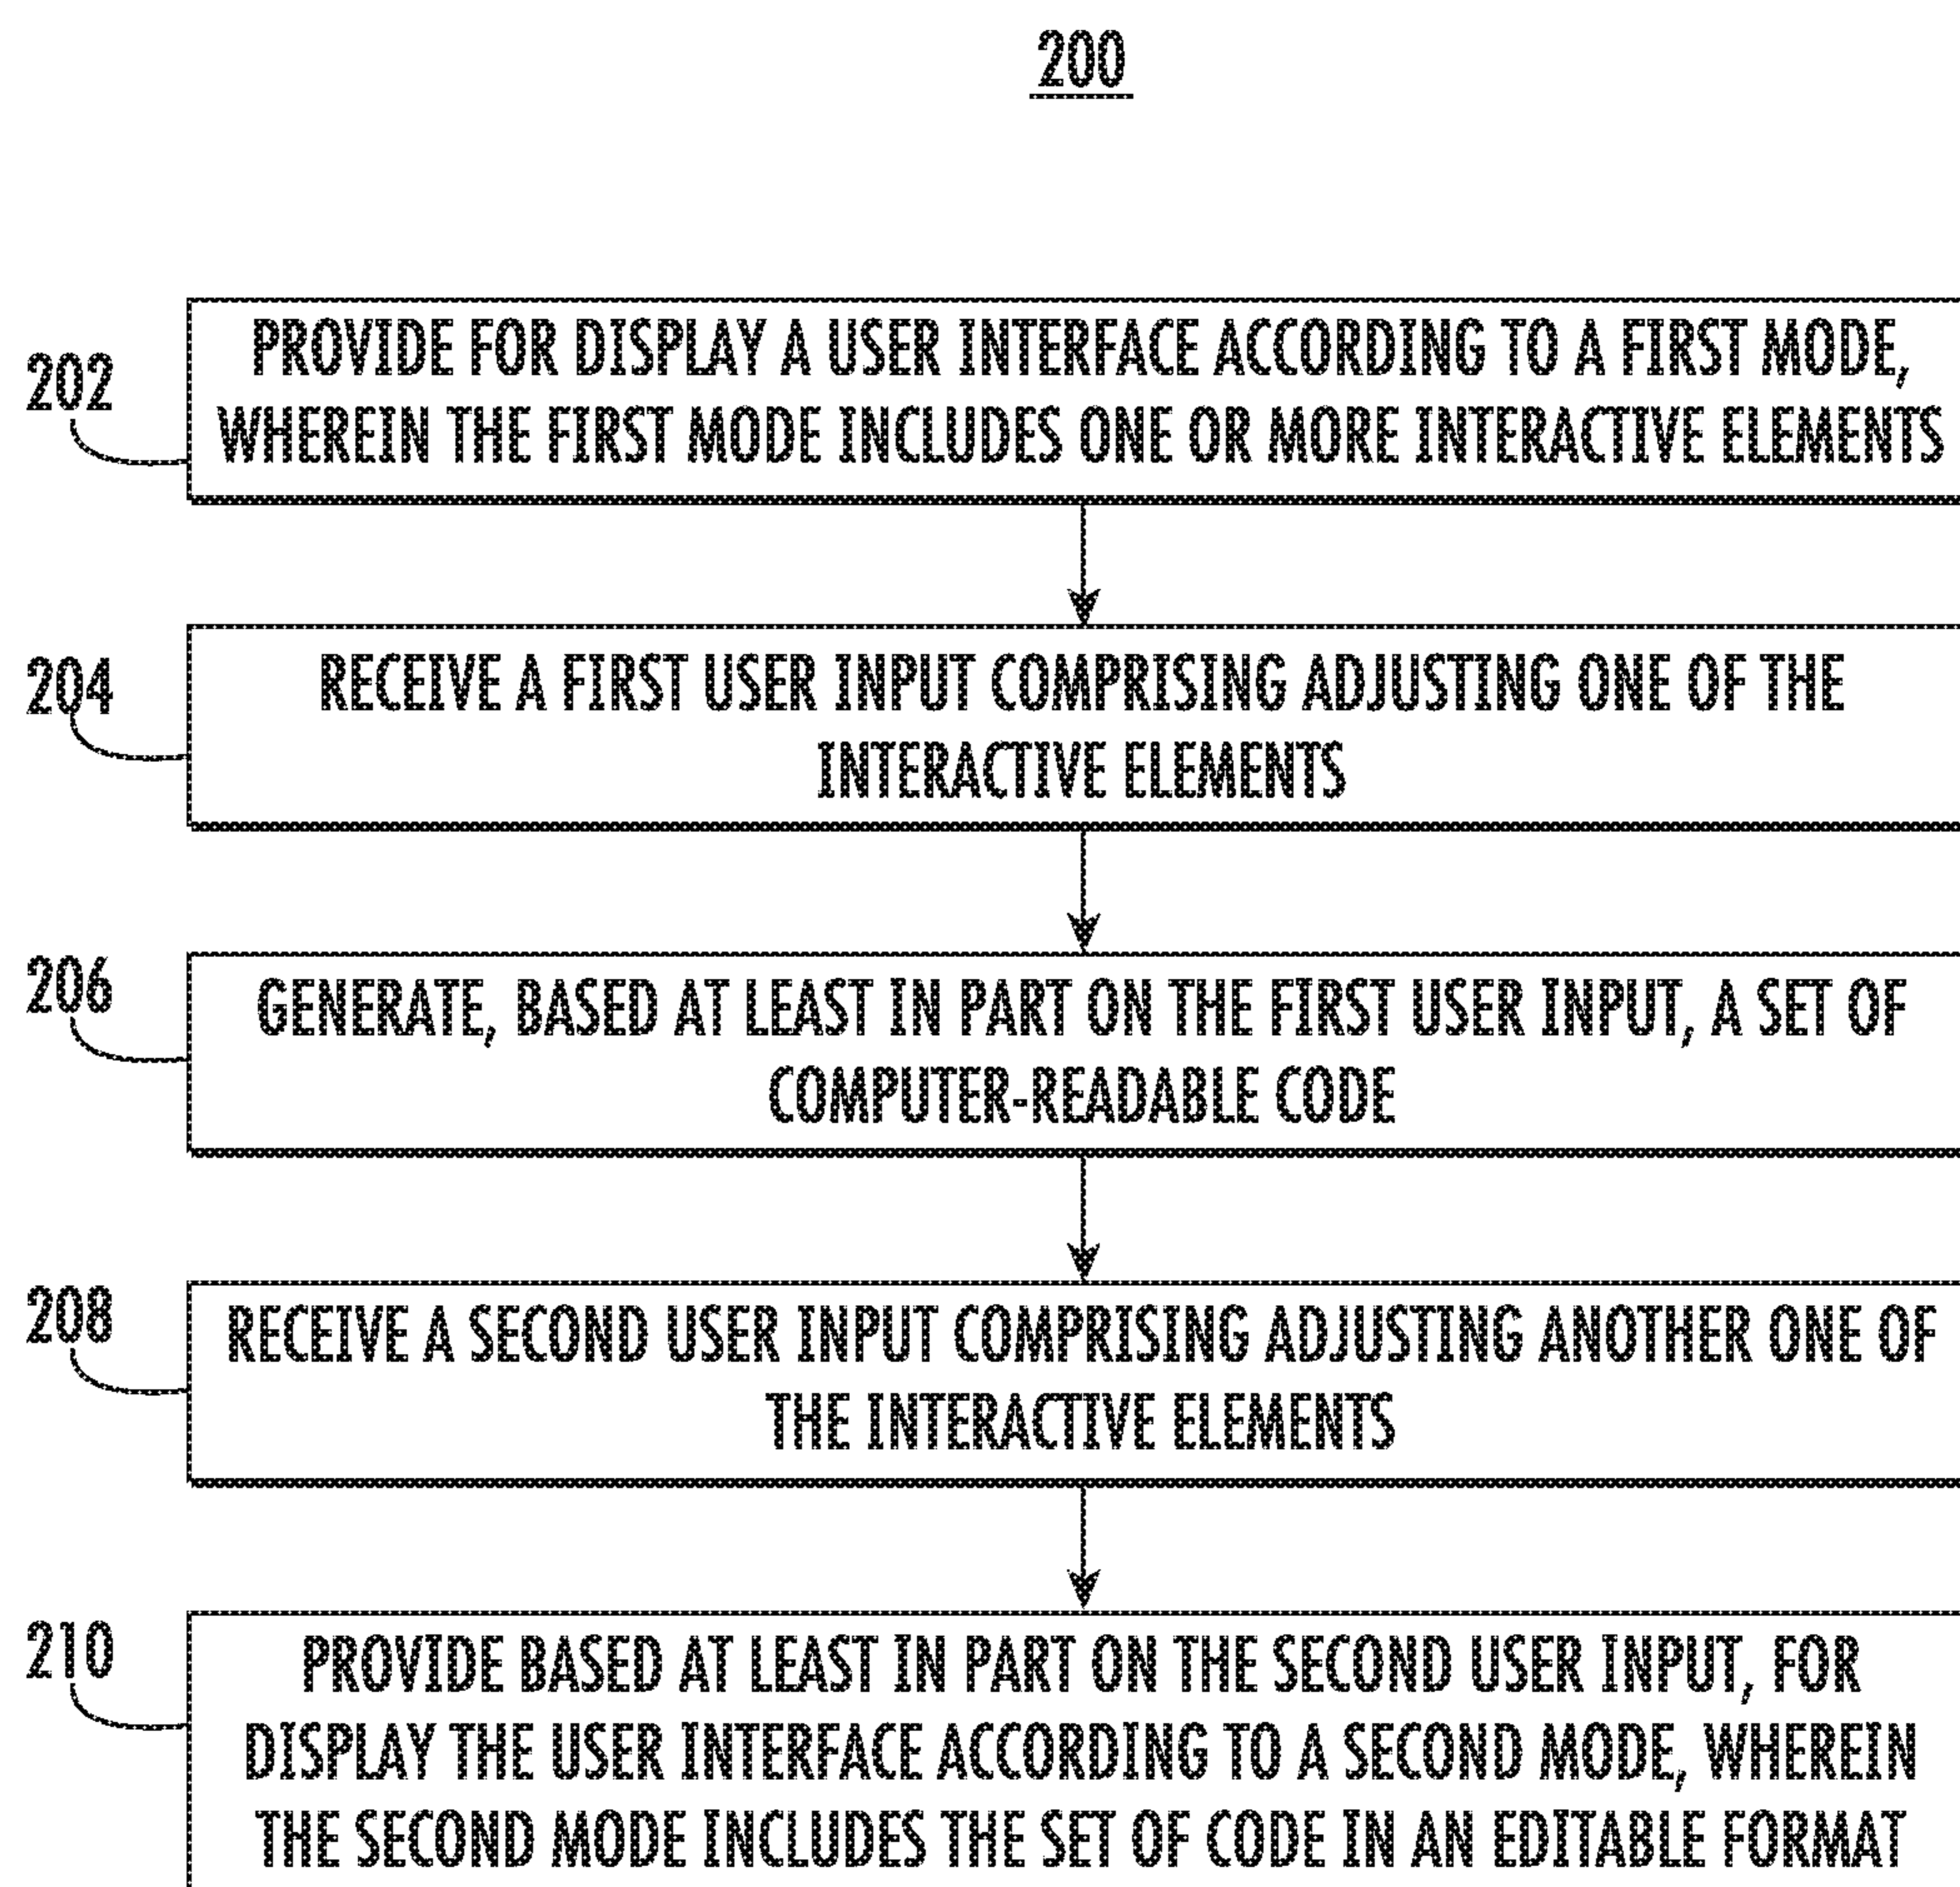 200
202
PROVIDE FOR DISPLAY A USER INTERFACE ACCORDING TO A FIRST MODE,
WHEREIN THE FIRST MODE INCLUDES ONE OR MORE INTERACTIVE ELEMENTS
204
RECEIVE A FIRST USER INPUT COMPRISING ADJUSTING ONE OF THE
INTERACTIVE ELEMENTS
206
GENERATE, BASED AT LEAST IN PART ON THE FIRST USER INPUT, A SET OF
COMPUTER-READABLE CODE
208
RECEIVE A SECOND USER INPUT COMPRISING ADJUSTING ANOTHER ONE OF
THE INTERACTIVE ELEMENTS
210
PROVIDE BASED AT LEAST IN PART ON THE SECOND USER INPUT, FOR
DISPLAY THE USER INTERFACE ACCORDING TO A SECOND MODE, WHEREIN
THE SECOND MODE INCLUDES THE SET OF CODE IN AN EDITABLE FORMAT